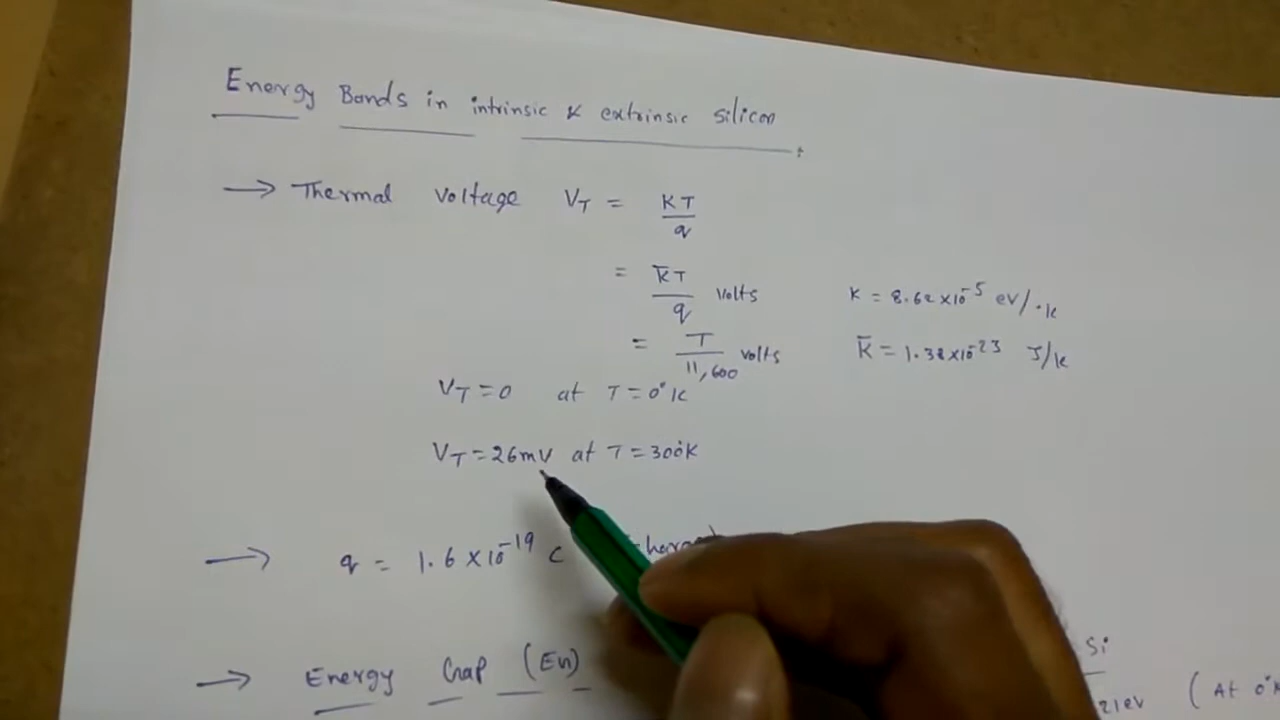 Energy Bands in intrinsic & extrinsic silicon
→ Thermal voltage V_T = KT/q
= K̄T/q volts
K = 8.62×10⁻⁵ eV/°K
= T/11,600 volts
K̄ = 1.38×10⁻²³ J/K
V_T = 0 at T = 0°K
V_T = 26mV at T = 300°K
→ q = 1.6×10⁻¹⁹ C
→ Energy Gap (En)
Si
21eV (At 0°K